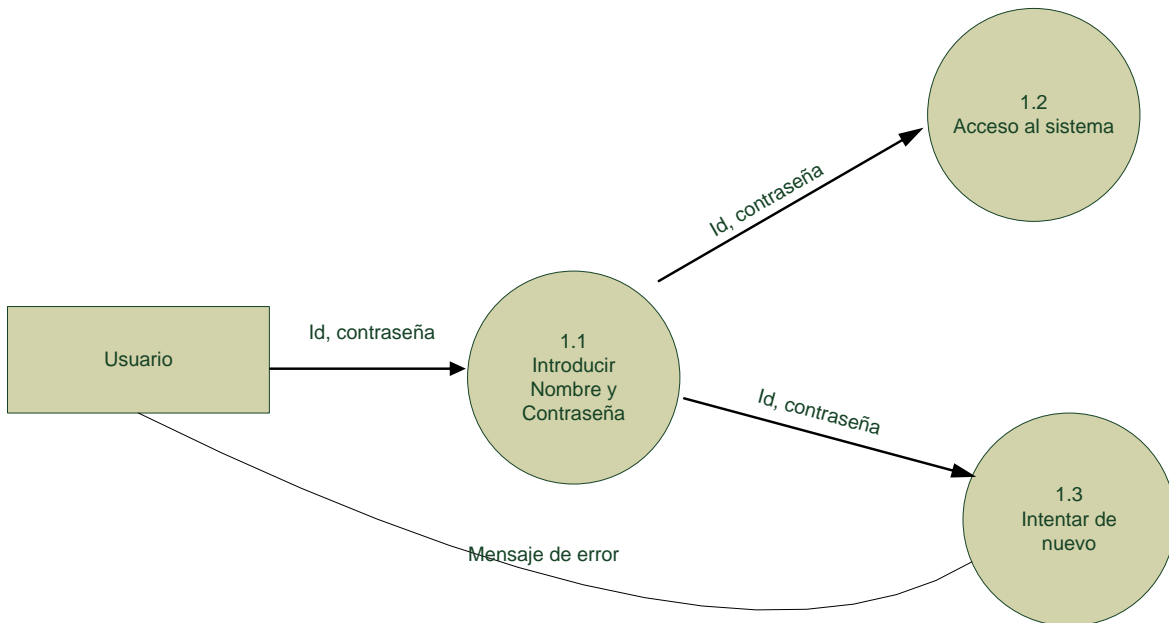 1.2
Acceso al sistema
Id, contraseña
Id, contraseña
1.1
Introducir
Nombre y
Contraseña
Usuario
Id, contraseña
1.3
Intentar de
nuevo
Mensaje de error